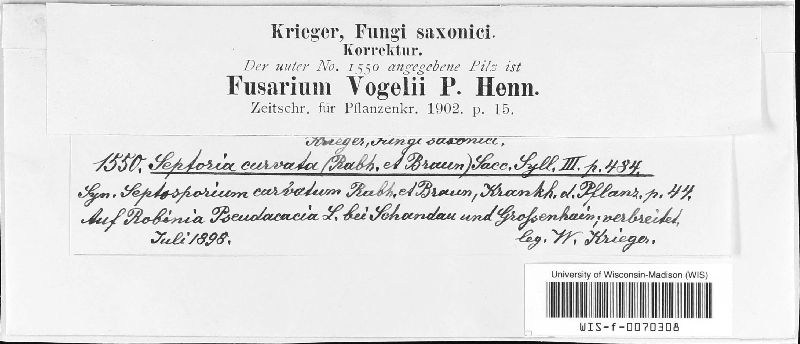 Krieger, Fungi saxonici.
Korrektur.
Der unter No. 1550 angegebene Pilz ist
Fusarium Vogelii P. Henn.
Zeitschr. für Pflanzenkr. 1902. p. 15.
Krieger, Fungi saxonici.
1550. Septoria curvata (Rabh. et Braun) Sacc. Syll. III. p. 484.
Syn. Septosporium curvatum Rabh. et Braun, Krankh. d. Pflanz. p. 44.
Auf Robinia Pseudacacia L. bei Schandau und Grossenhain; verbreitet,
Juli 1898. leg. W. Krieger.
University of Wisconsin-Madison (WIS)
WIS-f-0070308